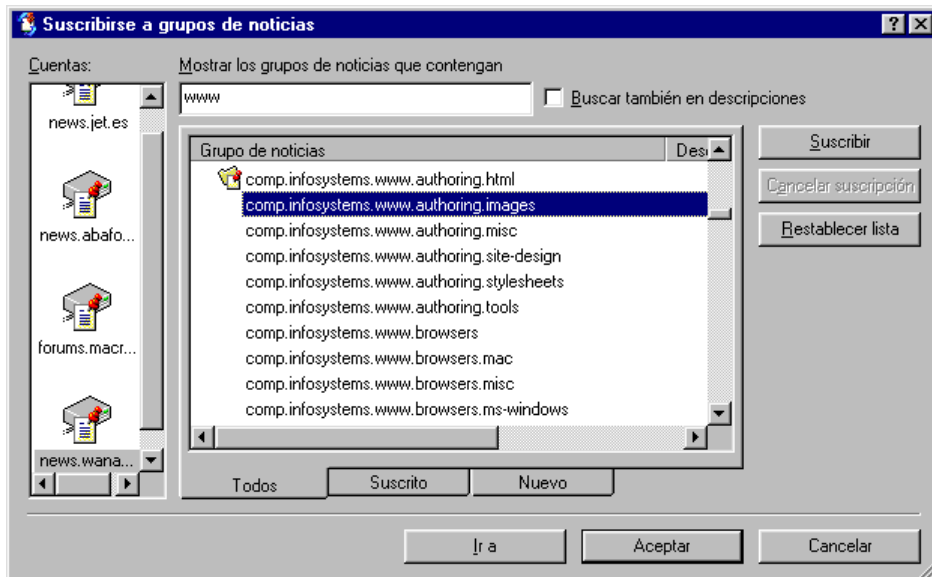 Suscribirse a grupos de noticias
Cuentas:
Mostrar los grupos de noticias que contengan
www
Buscar también en descripciones
news.jet.es
news.abafo...
forums.macr...
news.wana...
Grupo de noticias
Des
comp.infosystems.www.authoring.html
comp.infosystems.www.authoring.images
comp.infosystems.www.authoring.misc
comp.infosystems.www.authoring.site-design
comp.infosystems.www.authoring.stylesheets
comp.infosystems.www.authoring.tools
comp.infosystems.www.browsers
comp.infosystems.www.browsers.mac
comp.infosystems.www.browsers.misc
comp.infosystems.www.browsers.ms-windows
Todos
Suscrito
Nuevo
Suscribir
Cancelar suscripción
Restablecer lista
Ir a
Aceptar
Cancelar